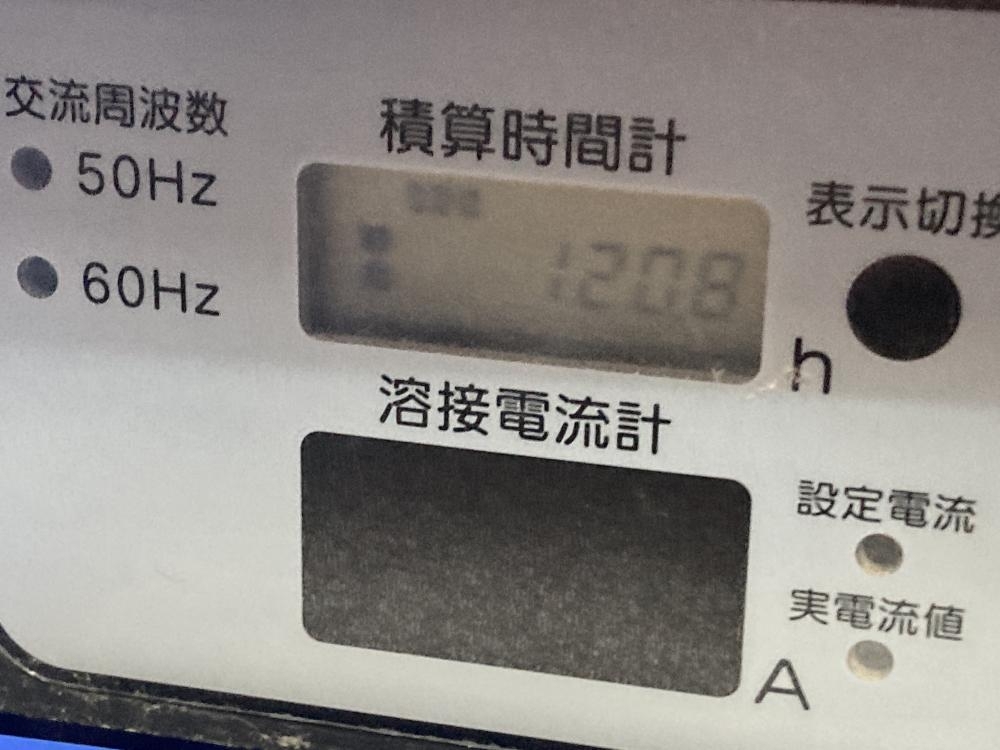 交流周波数
50Hz
60Hz
積算時間計
1208
h
表示切換
溶接電流計
A
設定電流
実電流値